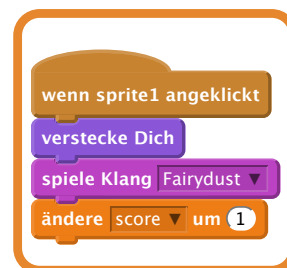 wenn sprite1 angeklickt
verstecke Dich
spiele Klang Fairydust
ändere score um 1